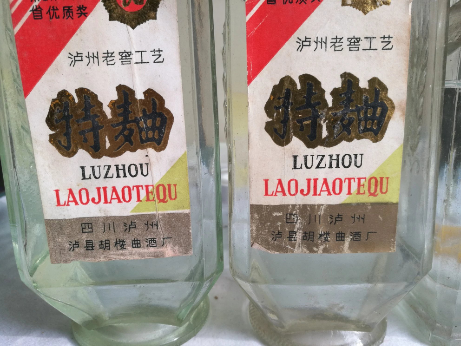 省优质奖
泸州老窖工艺
特麯
LUZHOU
LAOJIAOTEQU
四川泸州
泸县胡楼曲酒厂
省优质奖
泸州老窖工艺
特麯
LUZHOU
LAOJIAOTEQU
四川泸州
泸县胡楼曲酒厂